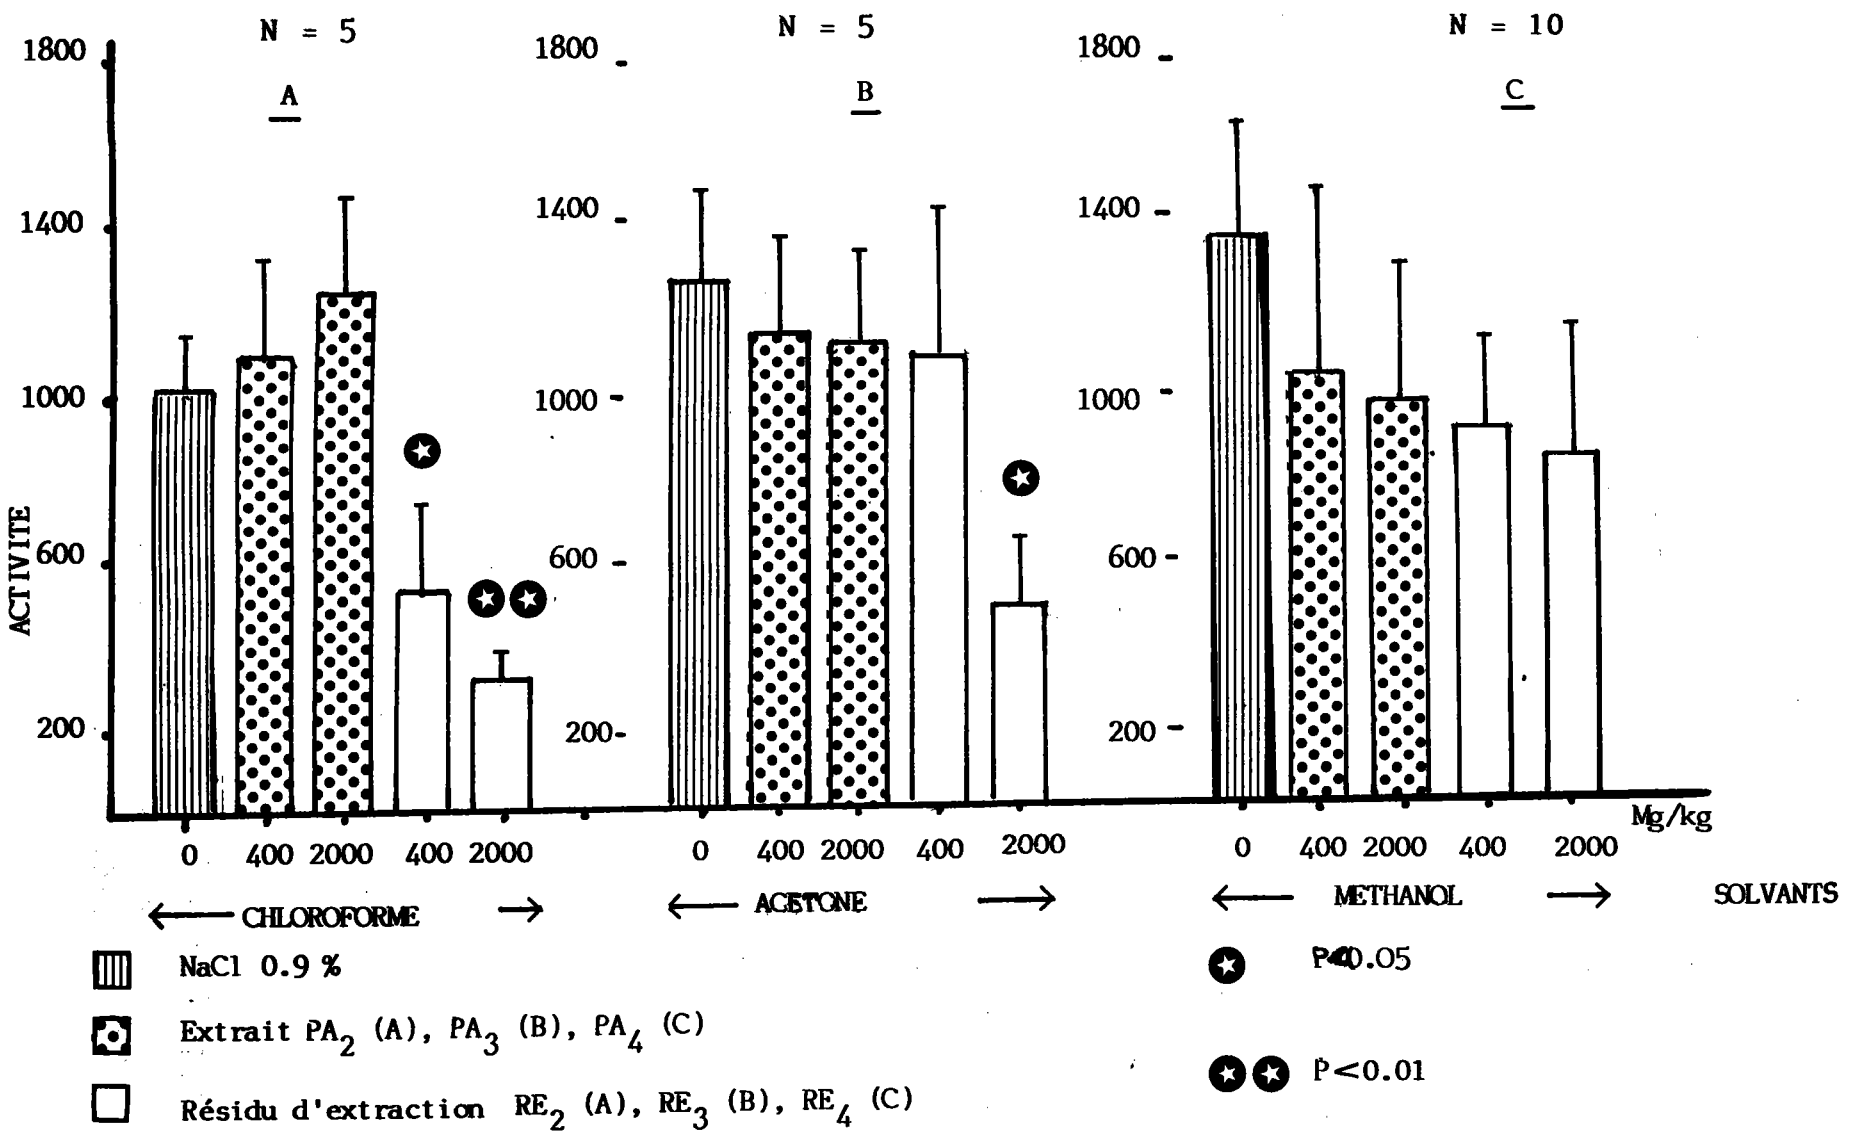 N = 5
N = 5
N = 10
A
B
C
1800
1400
1000
600
200
1800
1400
1000
600
200
1800
1400
1000
600
200
ACTIVITE
0 400 2000 400 2000
0 400 2000 400 2000
0 400 2000 400 2000
Mg/kg
CHLOROFORME
ACETONE
METHANOL
SOLVANTS
NaCl 0.9 %
Extrait PA2 (A), PA3 (B), PA4 (C)
Résidu d'extraction RE2 (A), RE3 (B), RE4 (C)
P<0.05
P<0.01